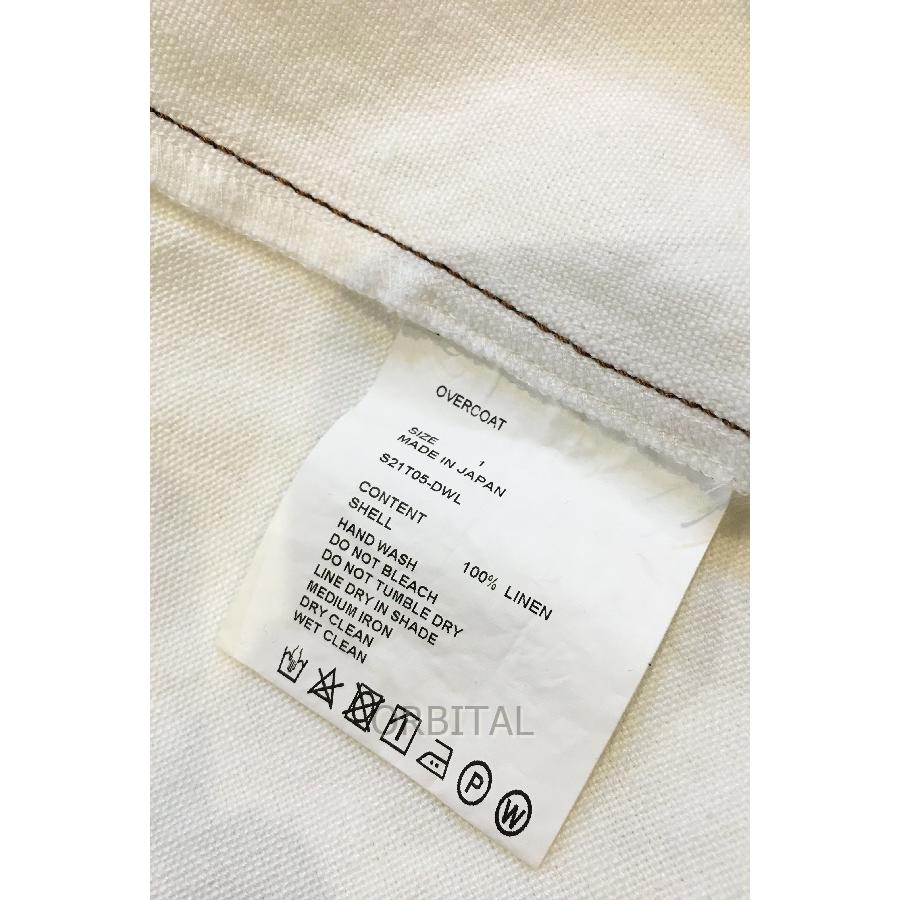 OVERCOAT
SIZE 1
MADE IN JAPAN
S21T05-DWL
CONTENT
SHELL 100% LINEN
HAND WASH
DO NOT BLEACH
DO NOT TUMBLE DRY
LINE DRY IN SHADE
MEDIUM IRON
DRY CLEAN
WET CLEAN
P
W
ORBITAL